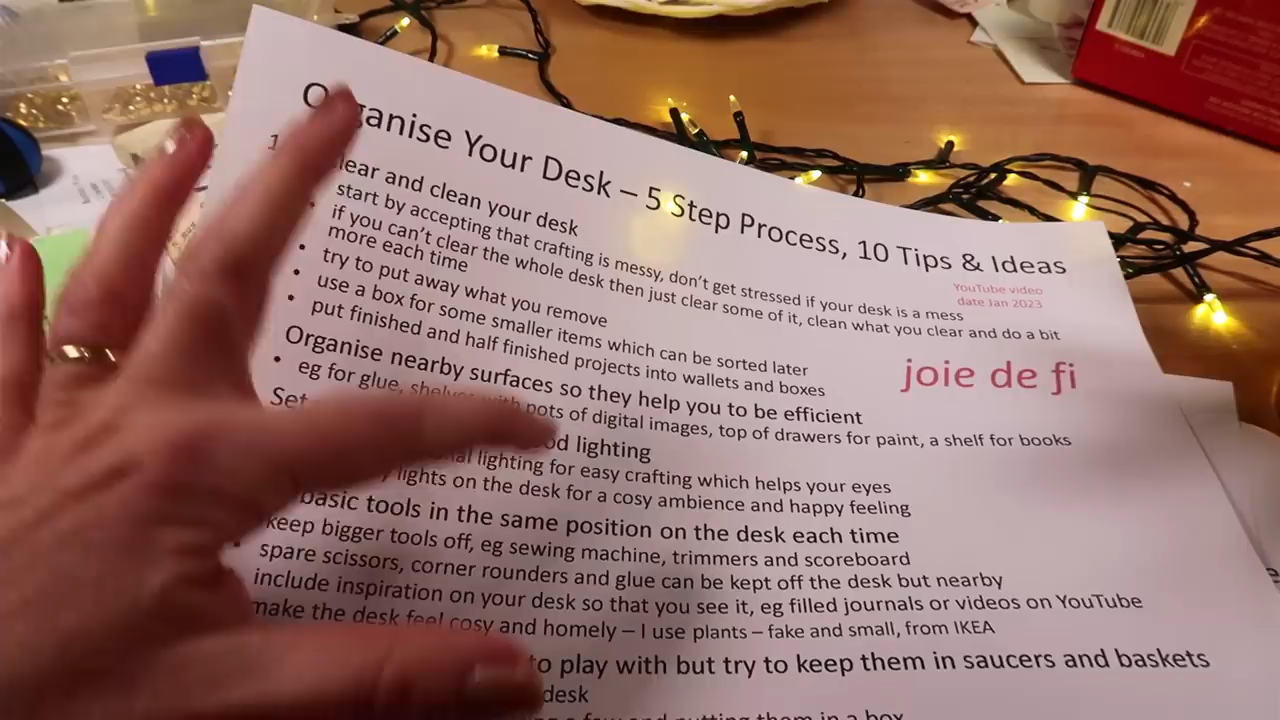 Organise Your Desk – 5 Step Process, 10 Tips & Ideas
YouTube video
date Jan 2023
joie de fi
1
clear and clean your desk
start by accepting that crafting is messy, don't get stressed if your desk is a mess
if you can't clear the whole desk then just clear some of it, clean what you clear and do a bit
more each time
• try to put away what you remove
• use a box for some smaller items which can be sorted later
• put finished and half finished projects into wallets and boxes
Organise nearby surfaces so they help you to be efficient
• eg for glue, shelves with pots of digital images, top of drawers for paint, a shelf for books
Set
lighting
lighting for easy crafting which helps your eyes
lights on the desk for a cosy ambience and happy feeling
basic tools in the same position on the desk each time
keep bigger tools off, eg sewing machine, trimmers and scoreboard
spare scissors, corner rounders and glue can be kept off the desk but nearby
include inspiration on your desk so that you see it, eg filled journals or videos on YouTube
make the desk feel cosy and homely – I use plants – fake and small, from IKEA
to play with but try to keep them in saucers and baskets
desk
a few and putting them in a box